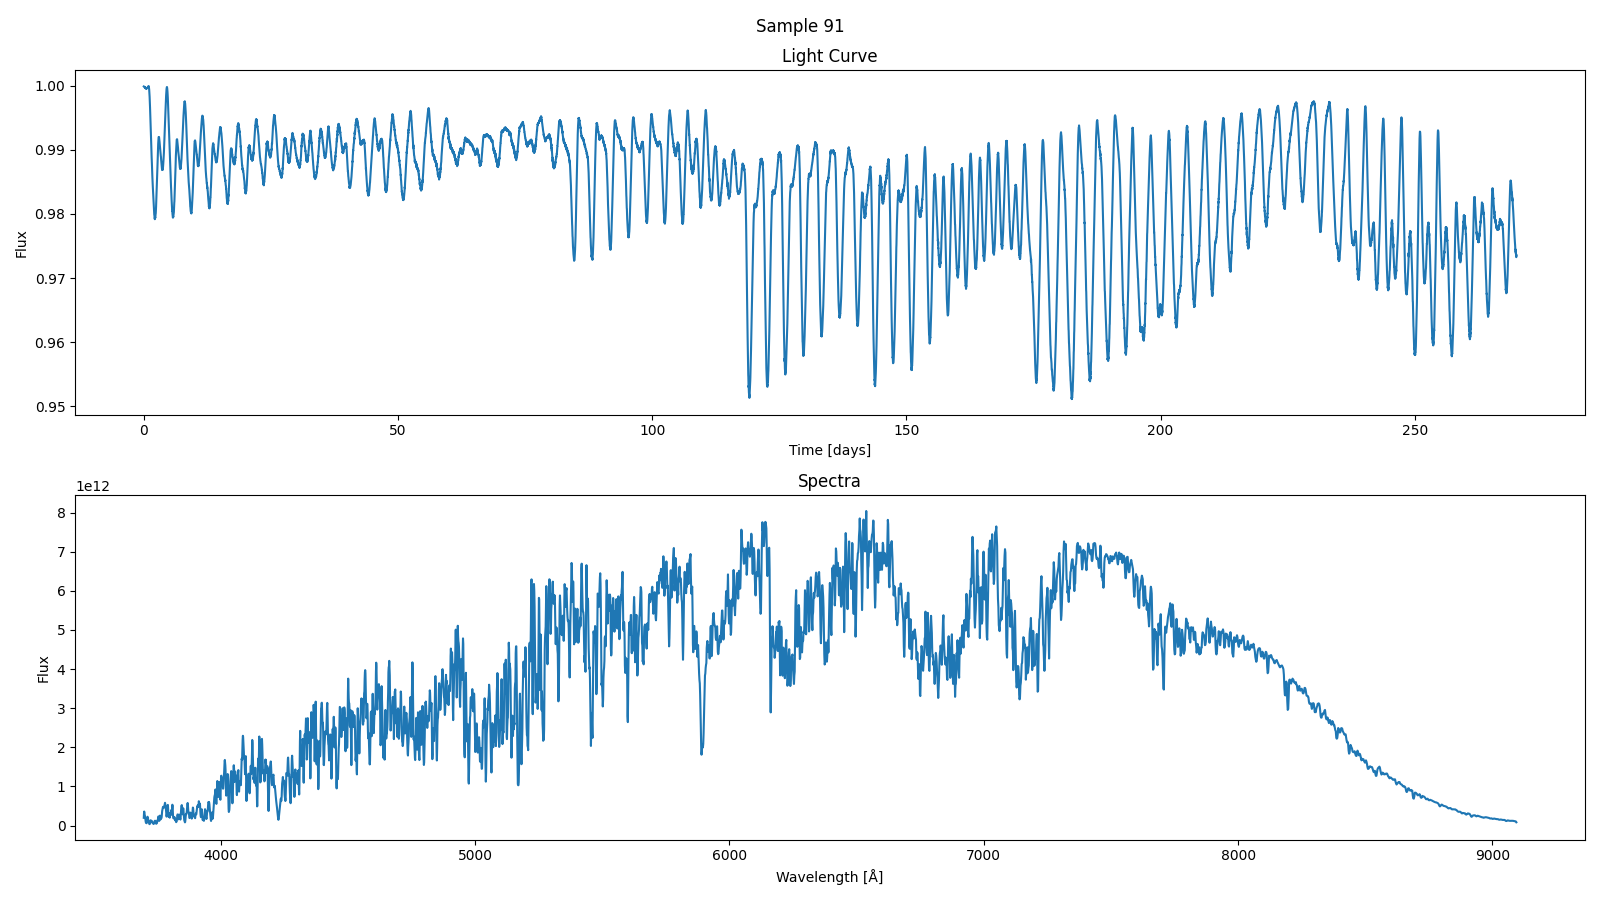 Sample 91
Light Curve
1.00
0.99
0.98
0.97
0.96
0.95
Flux
0 50 100 150 200 250
Time [days]
Spectra
1e12
8
7
6
5
4
3
2
1
0
Flux
4000 5000 6000 7000 8000 9000
Wavelength [Å]